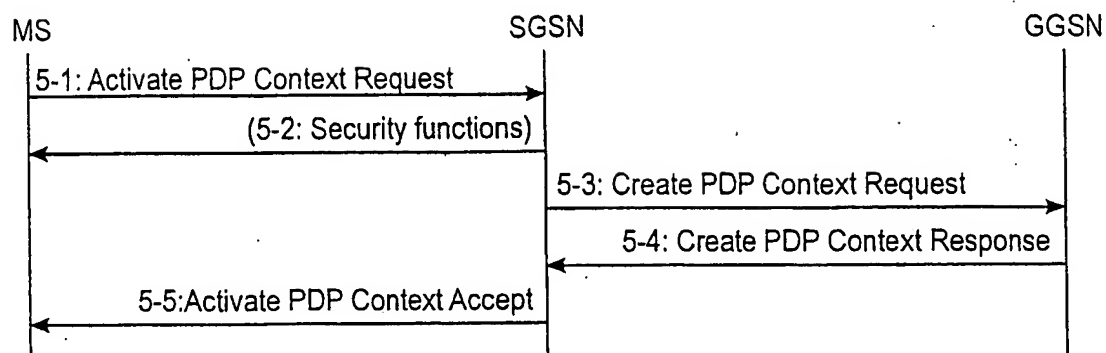 MS SGSN GGSN
5-1: Activate PDP Context Request
(5-2: Security functions)
5-3: Create PDP Context Request
5-4: Create PDP Context Response
5-5:Activate PDP Context Accept